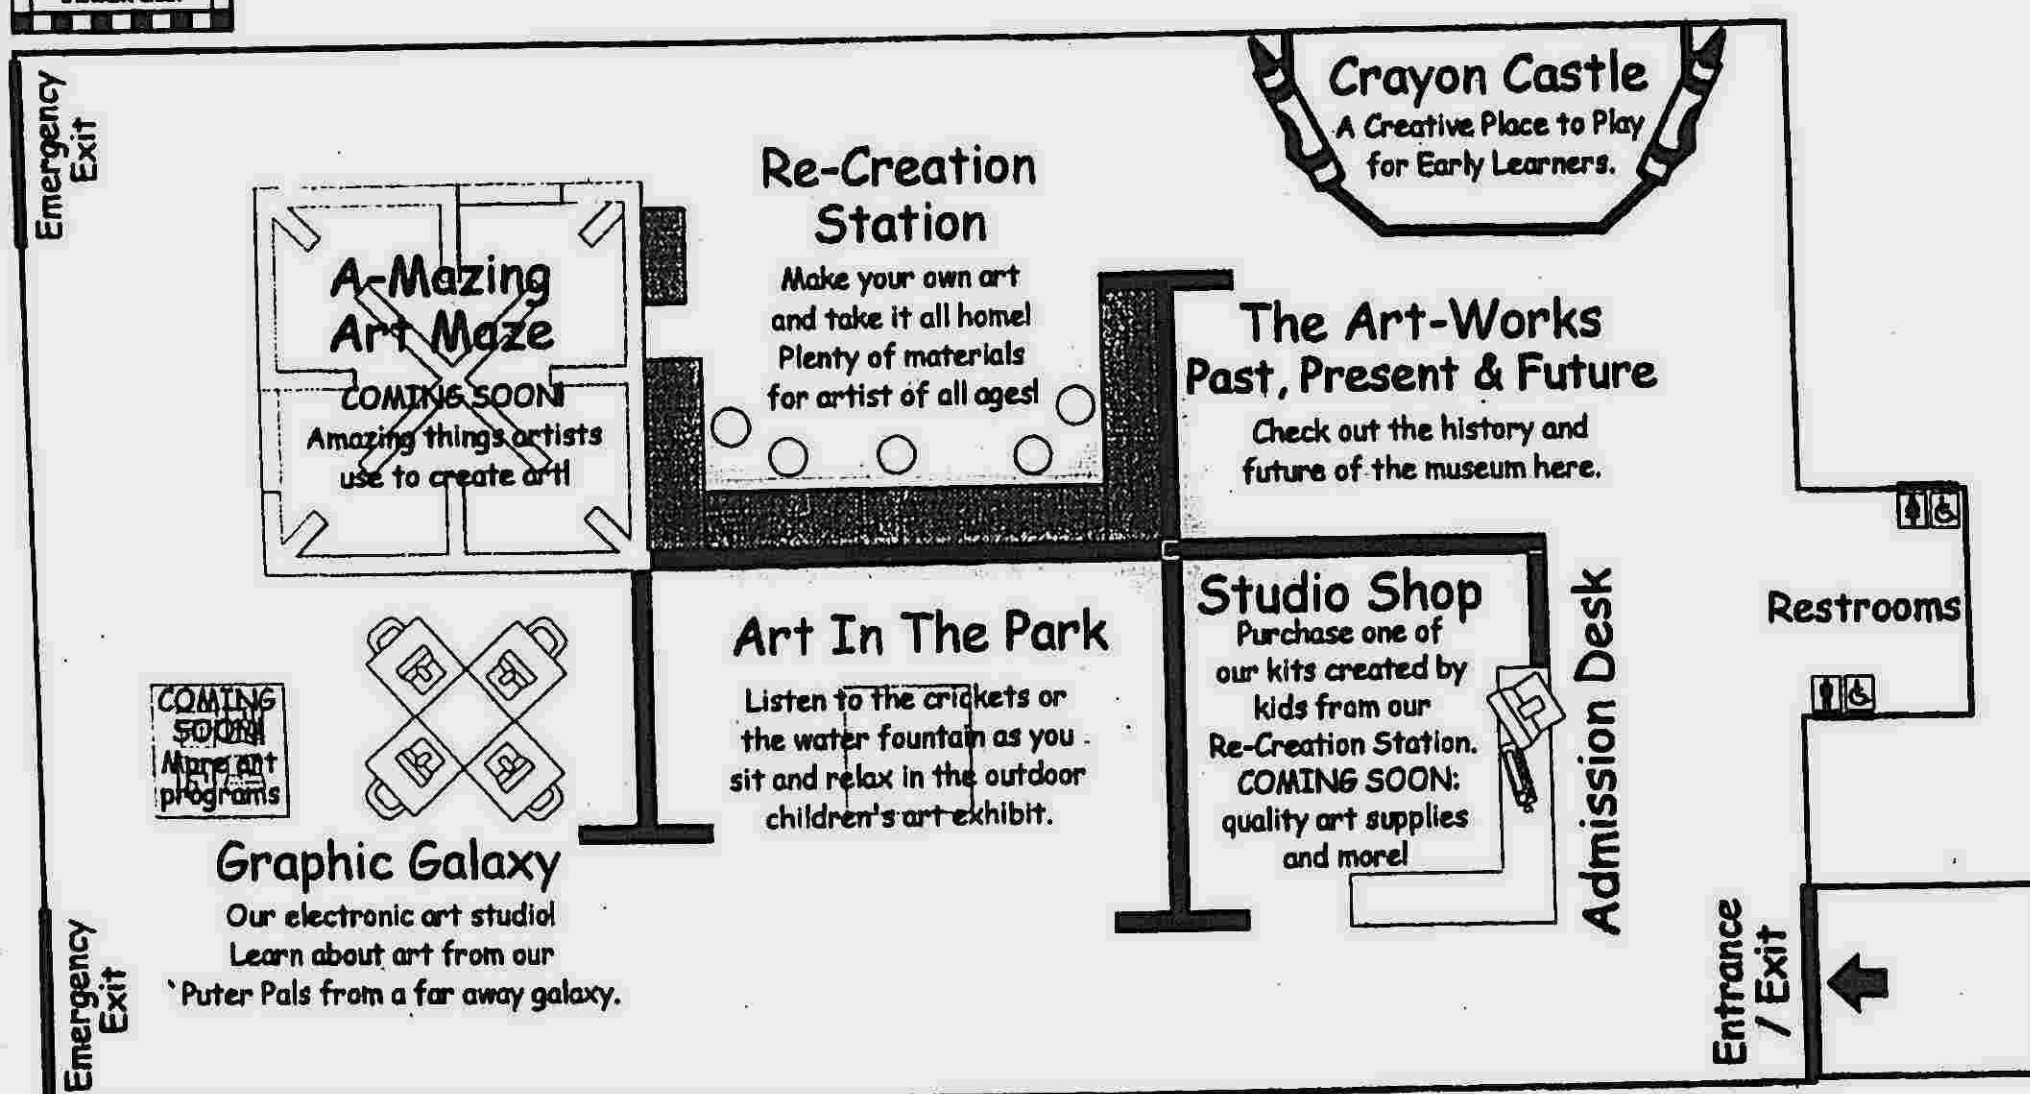 Emergency
Exit
Crayon Castle
A Creative Place to Play
for Early Learners.
Re-Creation
Station
Make your own art
and take it all home!
Plenty of materials
for artist of all ages!
A-Mazing
Art Maze
COMING SOON!
Amazing things artists
use to create art!
The Art-Works
Past, Present & Future
Check out the history and
future of the museum here.
Restrooms
Art In The Park
Listen to the crickets or
the water fountain as you
sit and relax in the outdoor
children's art exhibit.
Studio Shop
Purchase one of
our kits created by
kids from our
Re-Creation Station.
COMING SOON:
quality art supplies
and more!
Admission Desk
COMING
SOON!
More art
programs
Graphic Galaxy
Our electronic art studio!
Learn about art from our
`Puter Pals from a far away galaxy.
Emergency
Exit
Entrance
/ Exit